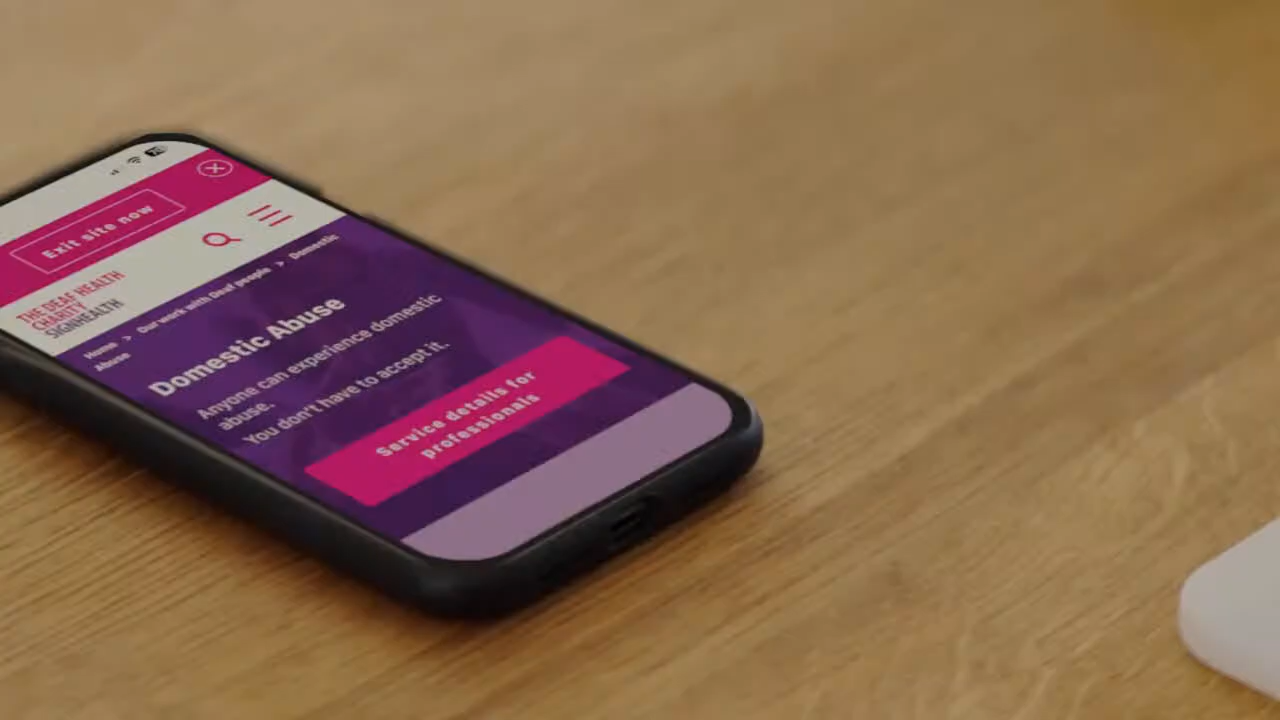 Exit site now
THE DEAF HEALTH
CHARITY
SIGNHEALTH
Home > Our work with Deaf people > Domestic
Abuse
Domestic Abuse
Anyone can experience domestic
abuse.
You don't have to accept it.
Service details for
professionals